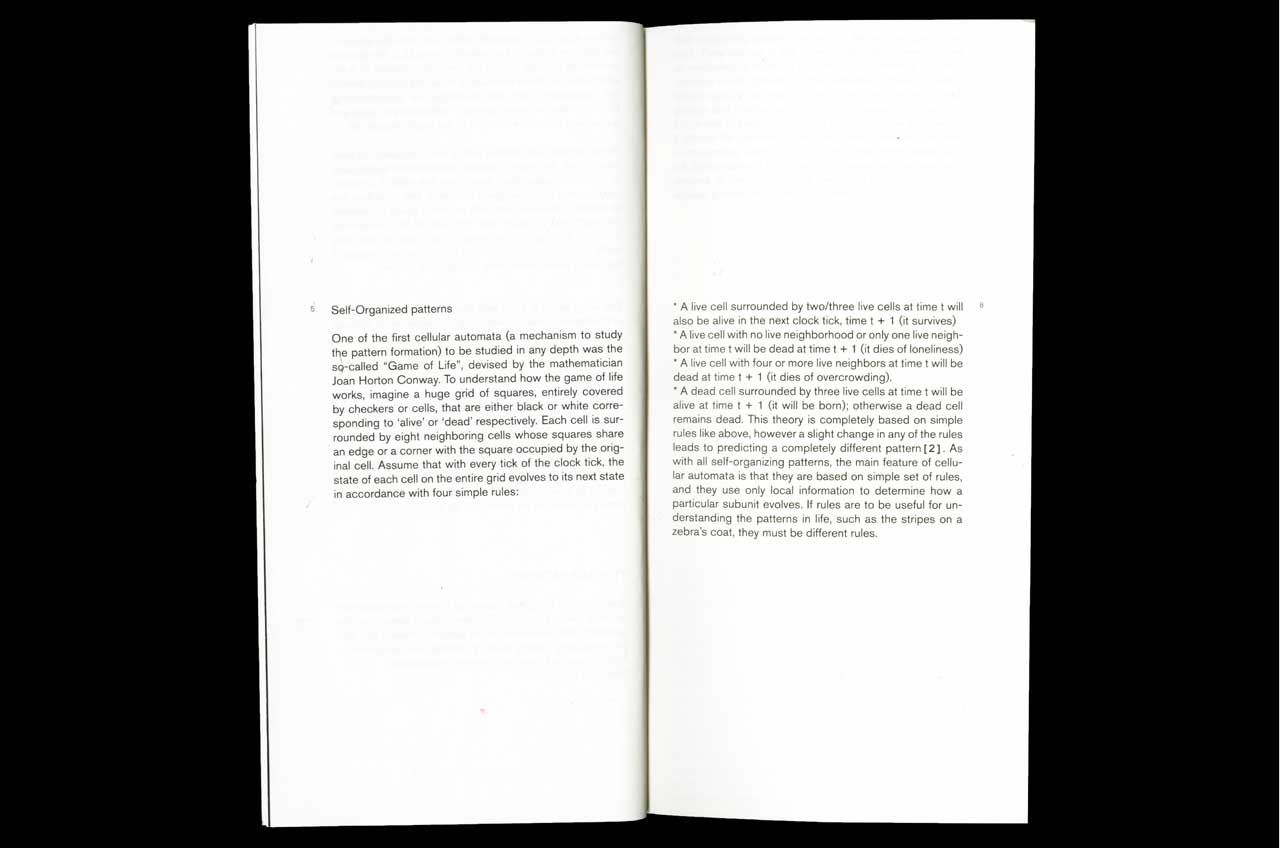 5 Self-Organized patterns
One of the first cellular automata (a mechanism to study
the pattern formation) to be studied in any depth was the
so-called “Game of Life”, devised by the mathematician
Joan Horton Conway. To understand how the game of life
works, imagine a huge grid of squares, entirely covered
by checkers or cells, that are either black or white corre-
sponding to ‘alive’ or ‘dead’ respectively. Each cell is sur-
rounded by eight neighboring cells whose squares share
an edge or a corner with the square occupied by the orig-
inal cell. Assume that with every tick of the clock tick, the
state of each cell on the entire grid evolves to its next state
in accordance with four simple rules:
* A live cell surrounded by two/three live cells at time t will 8
also be alive in the next clock tick, time t + 1 (it survives)
* A live cell with no live neighborhood or only one live neigh-
bor at time t will be dead at time t + 1 (it dies of loneliness)
* A live cell with four or more live neighbors at time t will be
dead at time t + 1 (it dies of overcrowding).
* A dead cell surrounded by three live cells at time t will be
alive at time t + 1 (it will be born); otherwise a dead cell
remains dead. This theory is completely based on simple
rules like above, however a slight change in any of the rules
leads to predicting a completely different pattern[2]. As
with all self-organizing patterns, the main feature of cellu-
lar automata is that they are based on simple set of rules,
and they use only local information to determine how a
particular subunit evolves. If rules are to be useful for un-
derstanding the patterns in life, such as the stripes on a
zebra’s coat, they must be different rules.